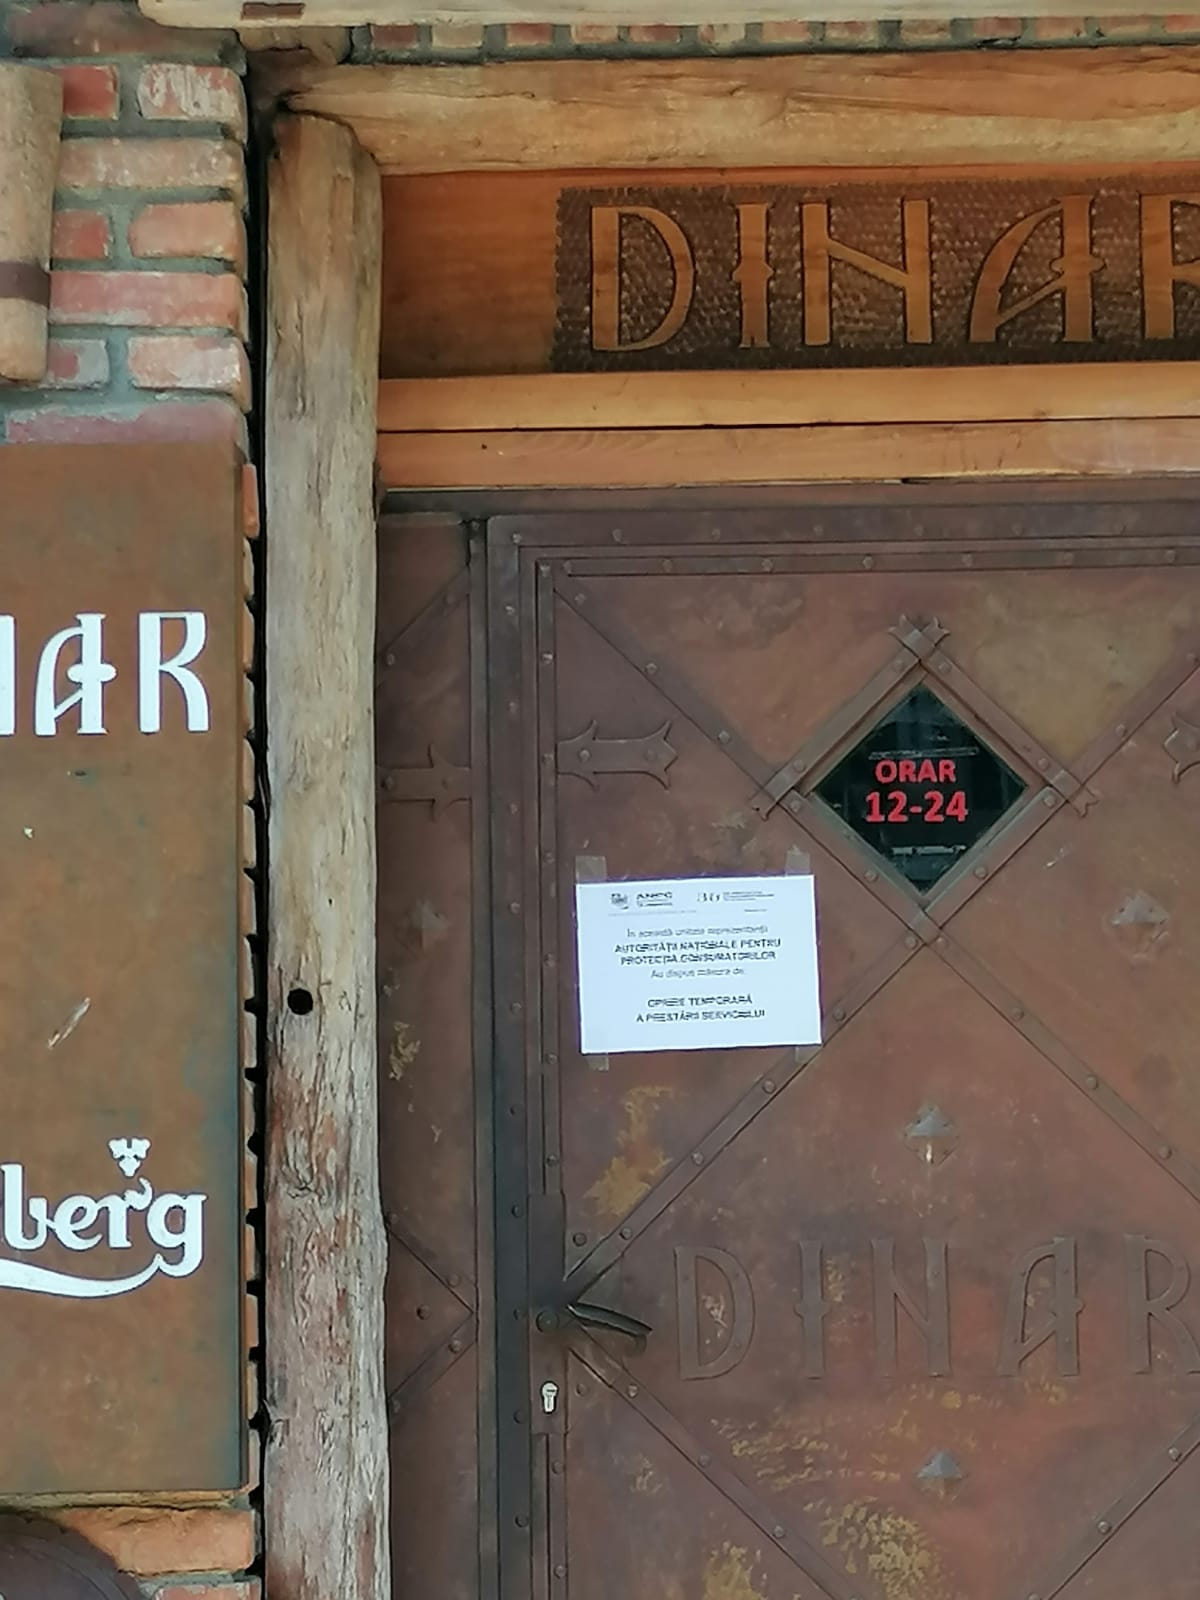 DINAR
NAR
ORAR
12-24
ANPC
În această unitate reprezentanții
AUTORITĂȚII NAȚIONALE PENTRU
PROTECȚIA CONSUMATORILOR
Au dispus măsura de:
OPRIRE TEMPORARĂ
A PRESTĂRII SERVICIULUI
berg
DINAR